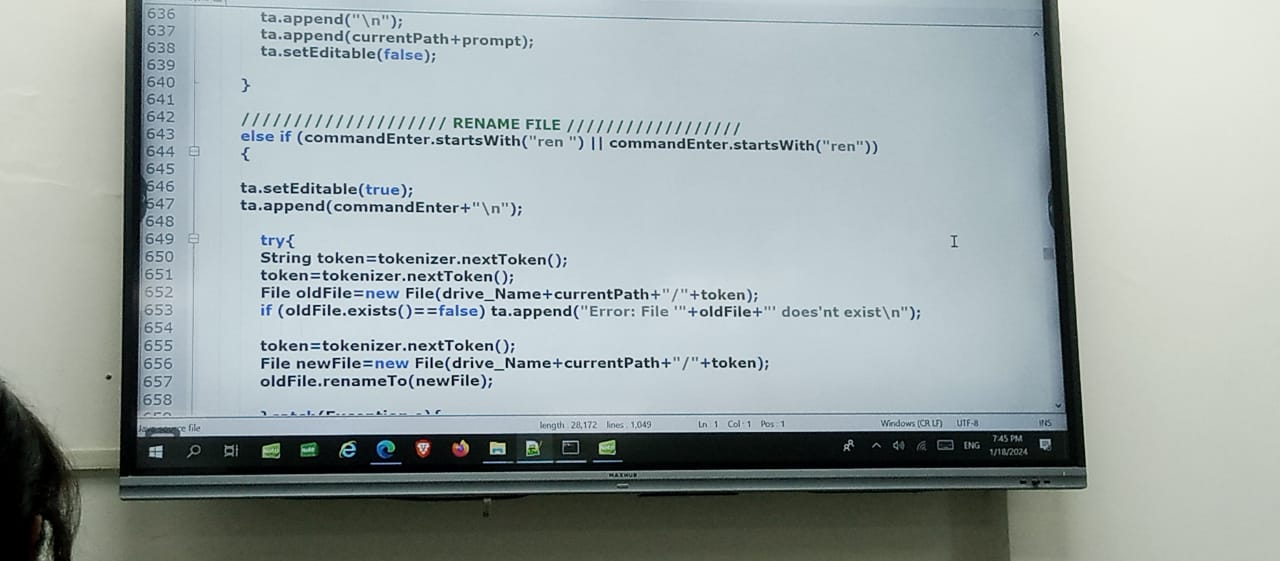 636
637 ta.append("\n");
638 ta.append(currentPath+prompt);
639 ta.setEditable(false);
640 }
641
642 //////////////////// RENAME FILE //////////////////
643 else if (commandEnter.startsWith("ren ") || commandEnter.startsWith("ren"))
644 {
645
646 ta.setEditable(true);
647 ta.append(commandEnter+"\n");
648
649 try{
650 String token=tokenizer.nextToken();
651 token=tokenizer.nextToken();
652 File oldFile=new File(drive_Name+currentPath+"/"+token);
653 if (oldFile.exists()==false) ta.append("Error: File '"+oldFile+"' does'nt exist\n");
654
655 token=tokenizer.nextToken();
656 File newFile=new File(drive_Name+currentPath+"/"+token);
657 oldFile.renameTo(newFile);
658
Java source file length : 28,172 lines : 1,049 Ln : 1 Col : 1 Pos : 1 Windows (CR LF) UTF-8 INS
ENG 7:45 PM
1/18/2024
MAXHUB